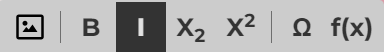 B I X₂ X² Ω f(x)